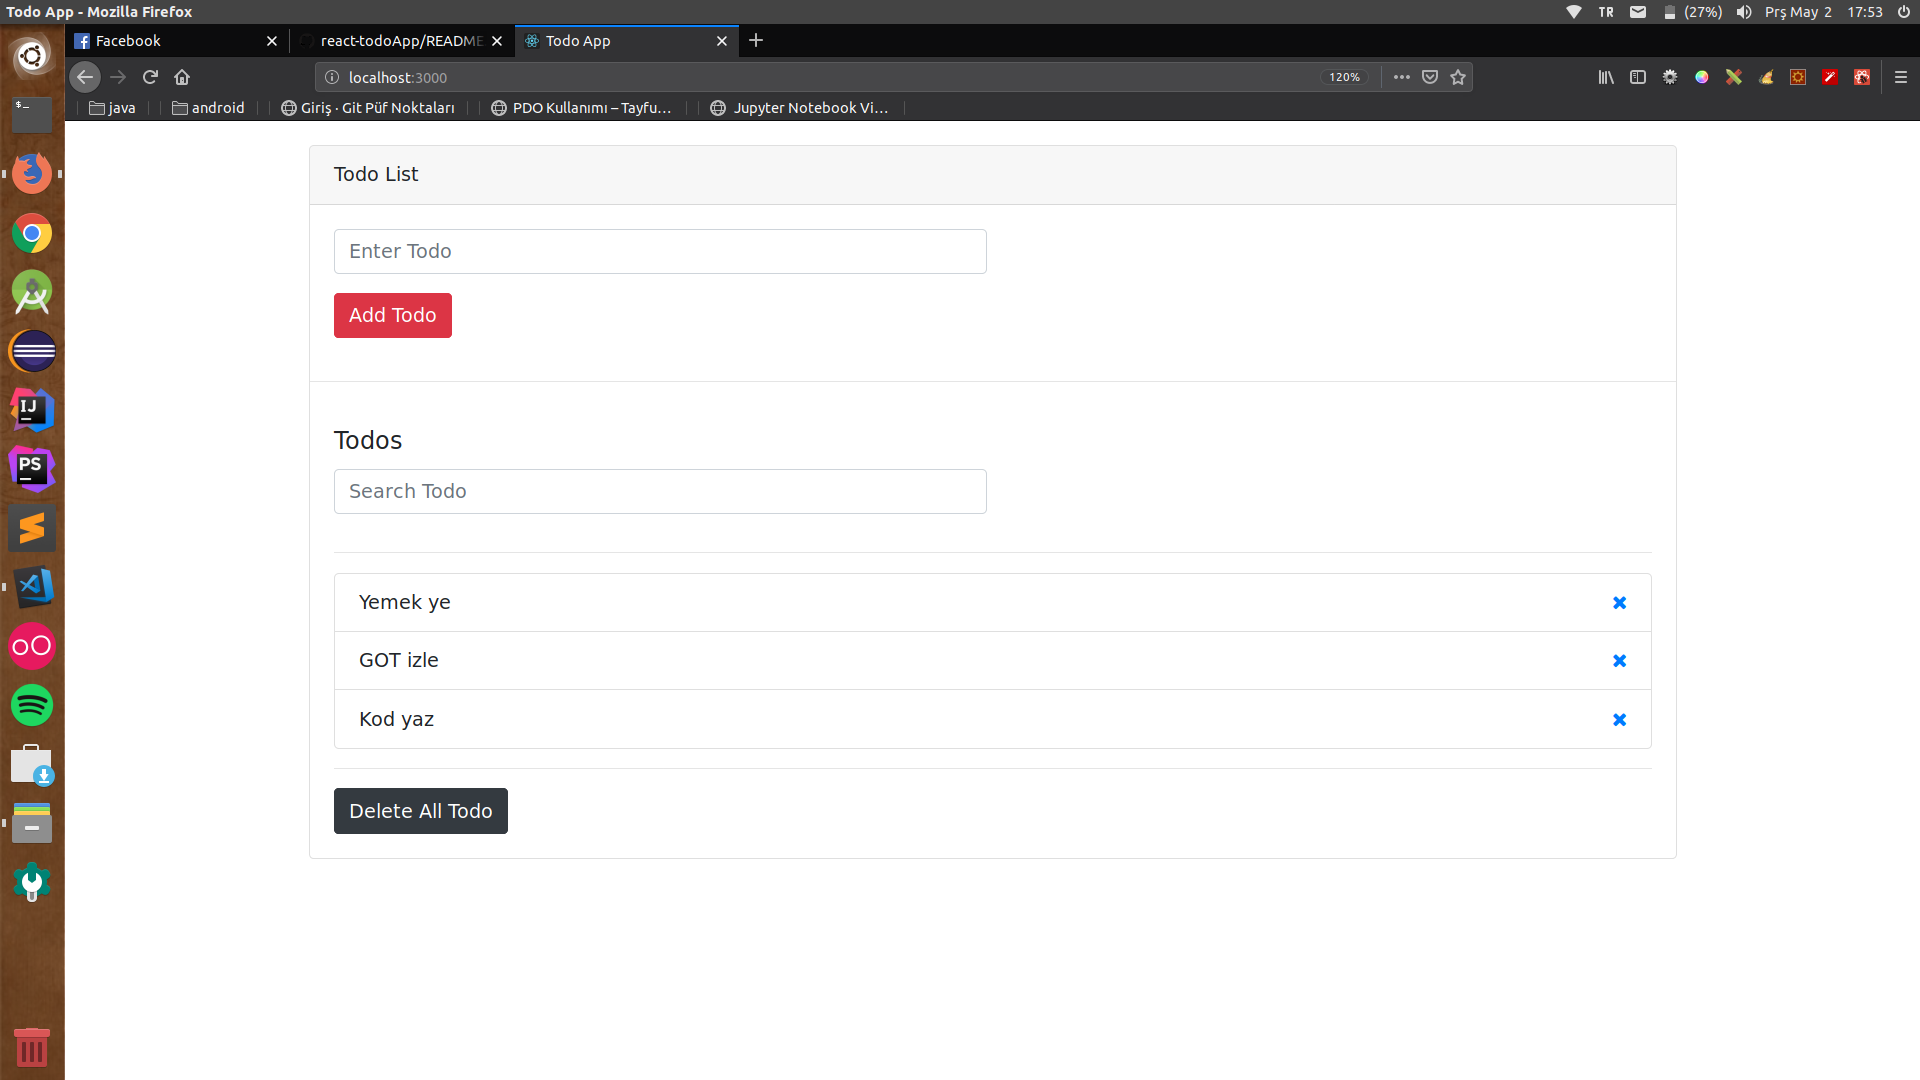 Todo App - Mozilla Firefox
TR (27%) Prş May 2 17:53
Facebook
react-todoApp/README
Todo App
localhost:3000
120%
java
android
Giriş · Git Püf Noktaları
PDO Kullanımı – Tayfu...
Jupyter Notebook Vi...
Todo List
Enter Todo
Add Todo
Todos
Search Todo
Yemek ye
GOT izle
Kod yaz
Delete All Todo
$_
IJ
PS